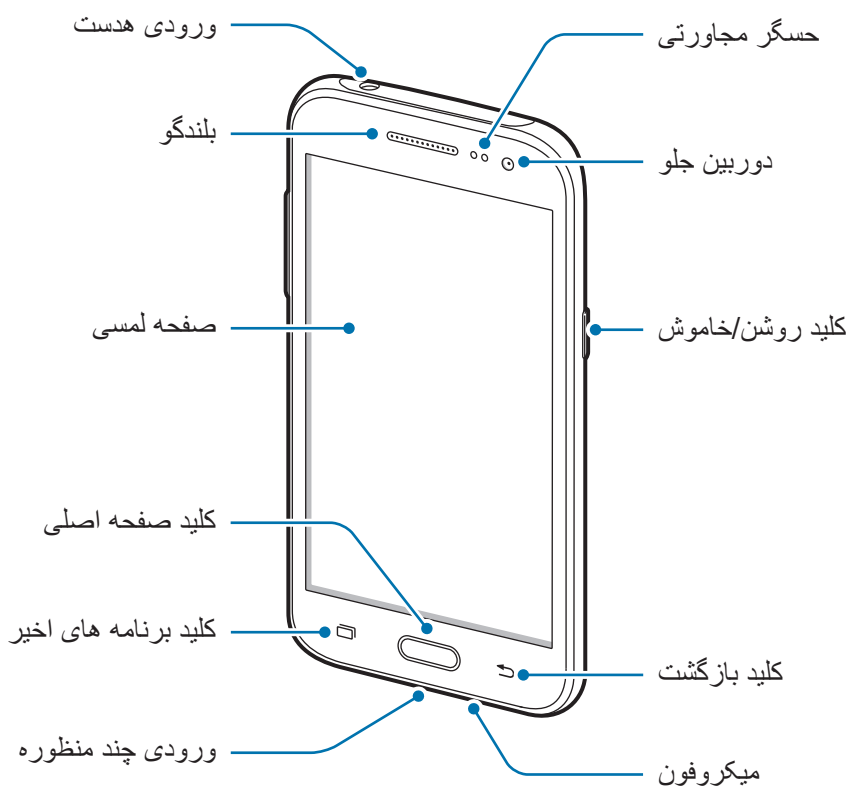 ورودی هدست
حسگر مجاورتی
بلندگو
دوربین جلو
صفحه لمسی
کلید روشن/خاموش
کلید صفحه اصلی
کلید برنامه های اخیر
کلید بازگشت
ورودی چند منظوره
میکروفون